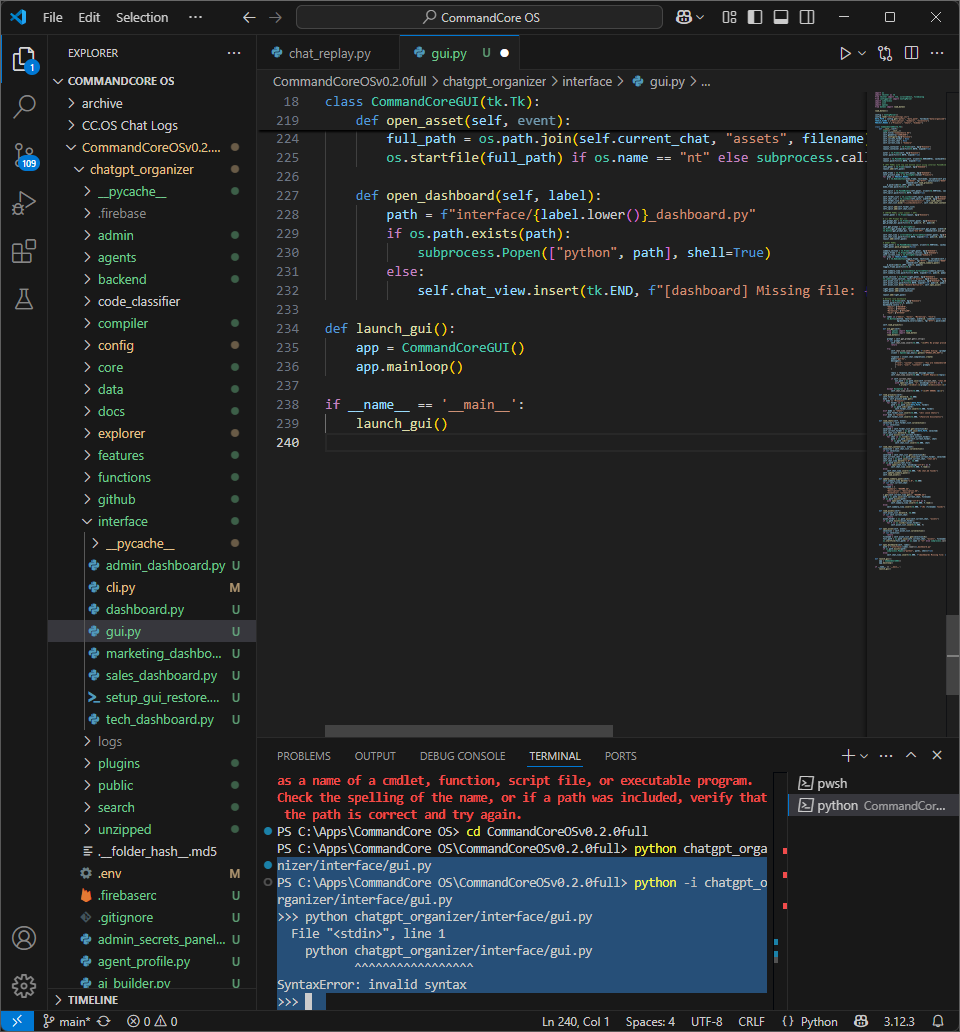 File Edit Selection ··· CommandCore OS
EXPLORER
COMMANDCORE OS
archive
CC.OS Chat Logs
CommandCoreOSv0.2....
chatgpt_organizer
__pycache__
.firebase
admin
agents
backend
code_classifier
compiler
config
core
data
docs
explorer
features
functions
github
interface
__pycache__
admin_dashboard.py U
cli.py M
dashboard.py U
gui.py U
marketing_dashbo... U
sales_dashboard.py U
setup_gui_restore.... U
tech_dashboard.py U
logs
plugins
public
search
unzipped
.__folder_hash__.md5
.env M
.firebaserc U
.gitignore U
admin_secrets_panel... U
agent_profile.py U
ai_builder.py U
TIMELINE
1
109
chat_replay.py gui.py U
CommandCoreOSv0.2.0full > chatgpt_organizer > interface > gui.py > ...
18 class CommandCoreGUI(tk.Tk):
219 def open_asset(self, event):
224 full_path = os.path.join(self.current_chat, "assets", filename)
225 os.startfile(full_path) if os.name == "nt" else subprocess.cal
226
227 def open_dashboard(self, label):
228 path = f"interface/{label.lower()}_dashboard.py"
229 if os.path.exists(path):
230 subprocess.Popen(["python", path], shell=True)
231 else:
232 self.chat_view.insert(tk.END, f"[dashboard] Missing file: 
233
234 def launch_gui():
235 app = CommandCoreGUI()
236 app.mainloop()
237
238 if __name__ == '__main__':
239 launch_gui()
240
PROBLEMS OUTPUT DEBUG CONSOLE TERMINAL PORTS
as a name of a cmdlet, function, script file, or executable program.
Check the spelling of the name, or if a path was included, verify that
the path is correct and try again.
PS C:\Apps\CommandCore OS> cd CommandCoreOSv0.2.0full
PS C:\Apps\CommandCore OS\CommandCoreOSv0.2.0full> python chatgpt_orga
nizer/interface/gui.py
PS C:\Apps\CommandCore OS\CommandCoreOSv0.2.0full> python -i chatgpt_o
rganizer/interface/gui.py
>>> python chatgpt_organizer/interface/gui.py
File "<stdin>", line 1
python chatgpt_organizer/interface/gui.py
^^^^^^^^^^^^^^^^^
SyntaxError: invalid syntax
>>>
pwsh
python CommandCor...
main* 0 0 Ln 240, Col 1 Spaces: 4 UTF-8 CRLF {} Python 3.12.3